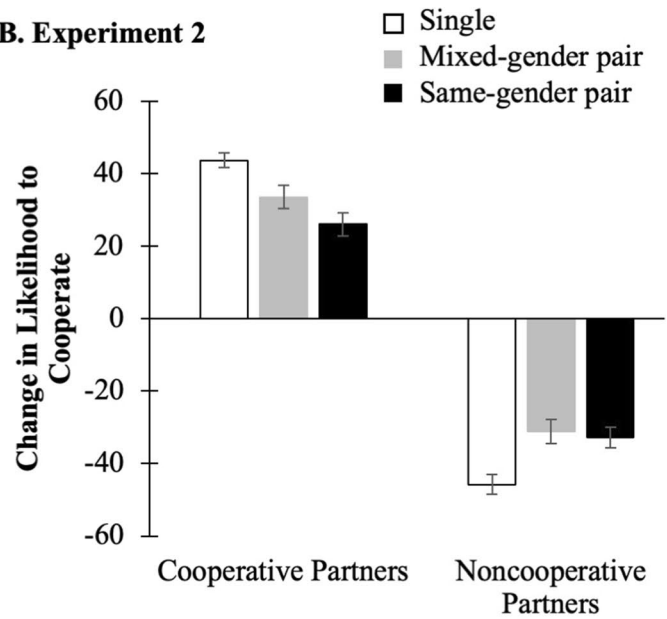 B. Experiment 2
Single
Mixed-gender pair
Same-gender pair
Change in Likelihood to
Cooperate
60
40
20
0
-20
-40
-60
Cooperative Partners
Noncooperative
Partners